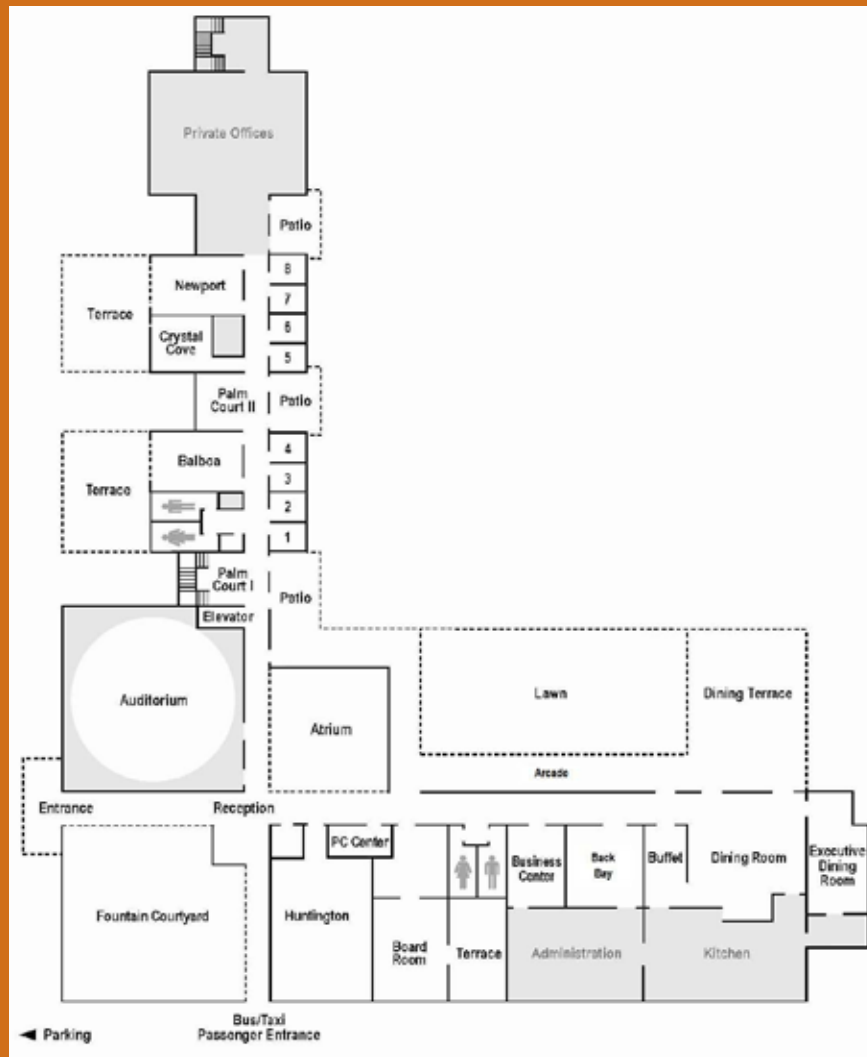 Private Offices
Patio
8
Newport
7
Terrace
6
Crystal
Cove
5
Palm
Court II
Patio
4
Balboa
3
Terrace
2
1
Palm
Court I
Patio
Elevator
Auditorium
Lawn
Dining Terrace
Atrium
Arcade
Entrance
Reception
PC Center
Business
Center
Back
Bay
Buffet
Dining Room
Executive
Dining
Room
Fountain Courtyard
Huntington
Board
Room
Terrace
Administration
Kitchen
Bus/Taxi
Passenger Entrance
Parking